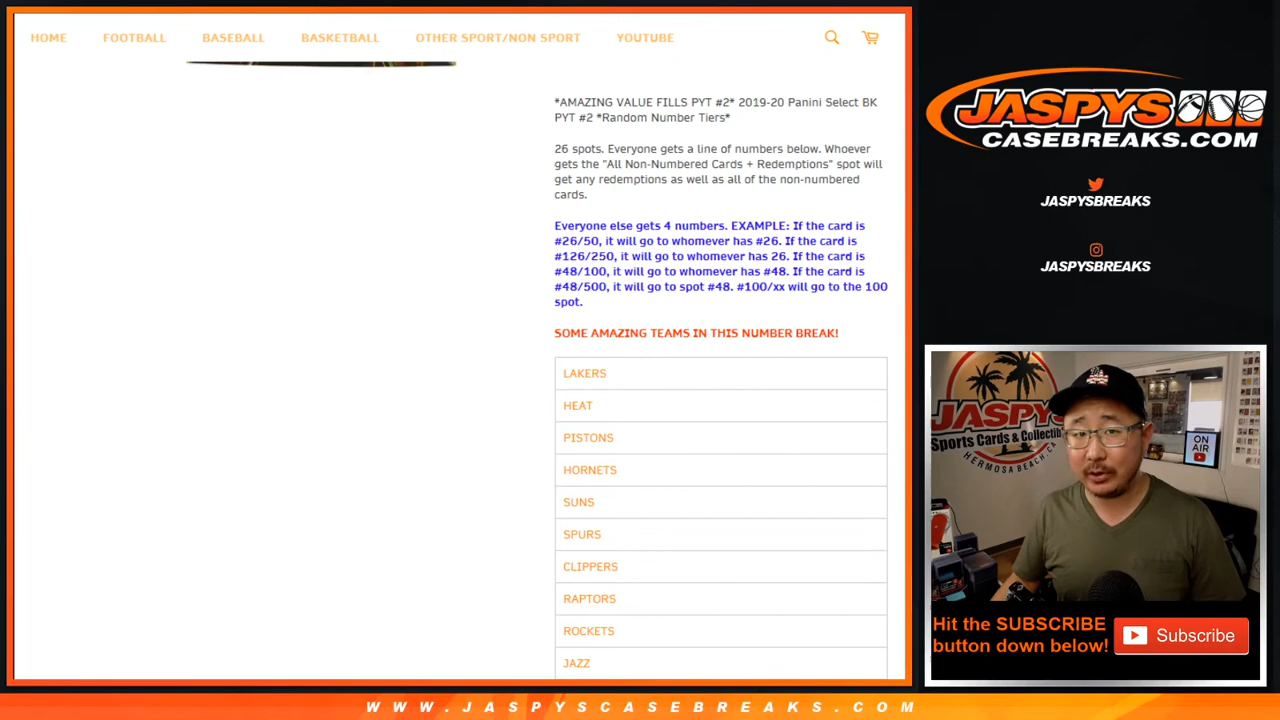 HOME FOOTBALL BASEBALL BASKETBALL OTHER SPORT/NON SPORT YOUTUBE
*AMAZING VALUE FILLS PYT #2* 2019-20 Panini Select BK
PYT #2 *Random Number Tiers*
26 spots. Everyone gets a line of numbers below. Whoever
gets the "All Non-Numbered Cards + Redemptions" spot will
get any redemptions as well as all of the non-numbered
cards.
Everyone else gets 4 numbers. EXAMPLE: If the card is
#26/50, it will go to whomever has #26. If the card is
#126/250, it will go to whomever has 26. If the card is
#48/100, it will go to whomever has #48. If the card is
#48/500, it will go to spot #48. #100/xx will go to the 100
spot.
SOME AMAZING TEAMS IN THIS NUMBER BREAK!
LAKERS
HEAT
PISTONS
HORNETS
SUNS
SPURS
CLIPPERS
RAPTORS
ROCKETS
JAZZ
JASPYS
CASEBREAKS.COM
JASPYSBREAKS
JASPYSBREAKS
JASPYS
Sports Cards & Collectib
HERMOSA BEACH, CA
ON
AIR
Hit the SUBSCRIBE
button down below!
Subscribe
WWW.JASPYSCASEBREAKS.COM